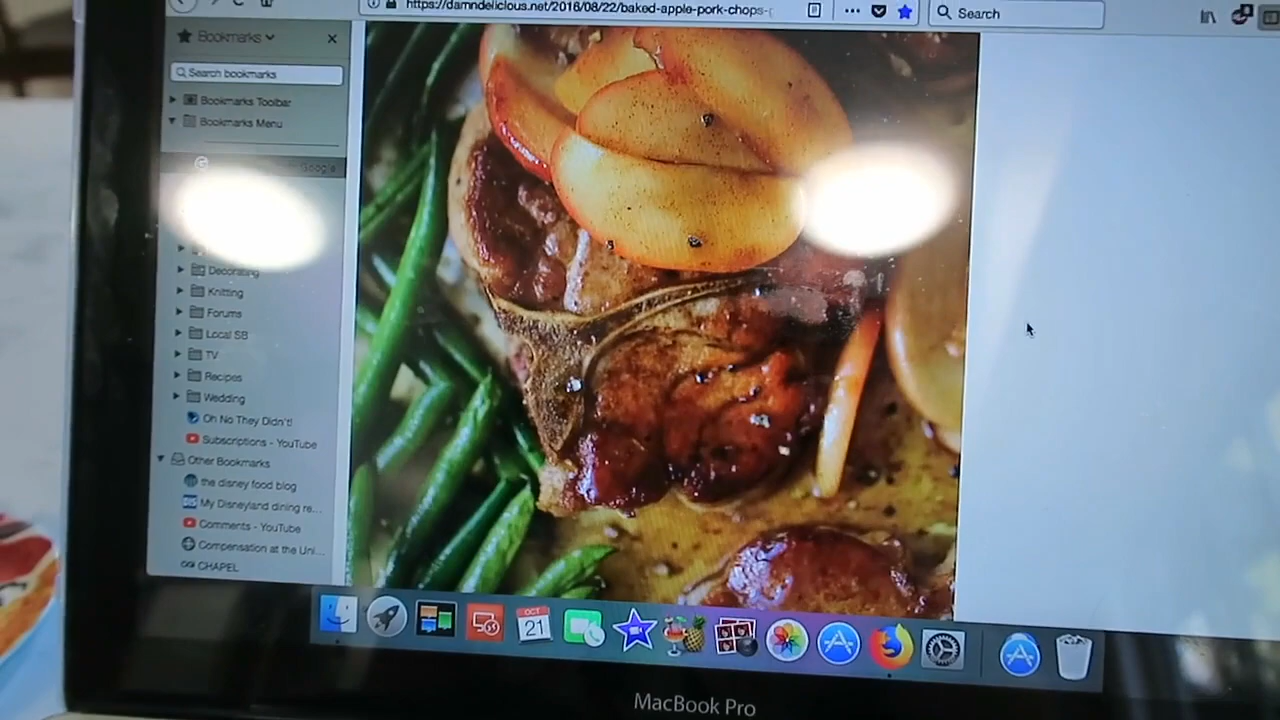 https://damndelicious.net/2016/08/22/baked-apple-pork-chops-
Search
Bookmarks
Search bookmarks
Bookmarks Toolbar
Bookmarks Menu
Google
Decorating
Knitting
Forums
Local SB
TV
Recipes
Wedding
Oh No They Didn't!
Subscriptions - YouTube
Other Bookmarks
the disney food blog
My Disneyland dining re...
Comments - YouTube
Compensation at the Uni...
CHAPEL
OCT
21
MacBook Pro